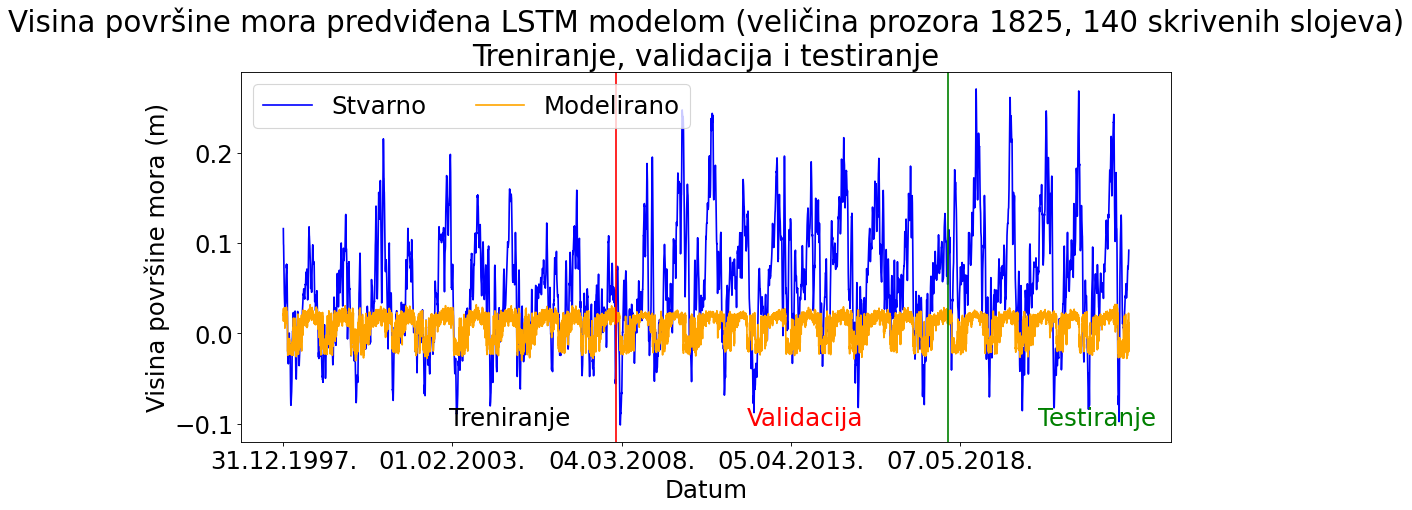 Visina površine mora predviđena LSTM modelom (veličina prozora 1825, 140 skrivenih slojeva)
Treniranje, validacija i testiranje
Stvarno Modelirano
Visina površine mora (m)
0.2
0.1
0.0
−0.1
Treniranje Validacija Testiranje
31.12.1997. 01.02.2003. 04.03.2008. 05.04.2013. 07.05.2018.
Datum